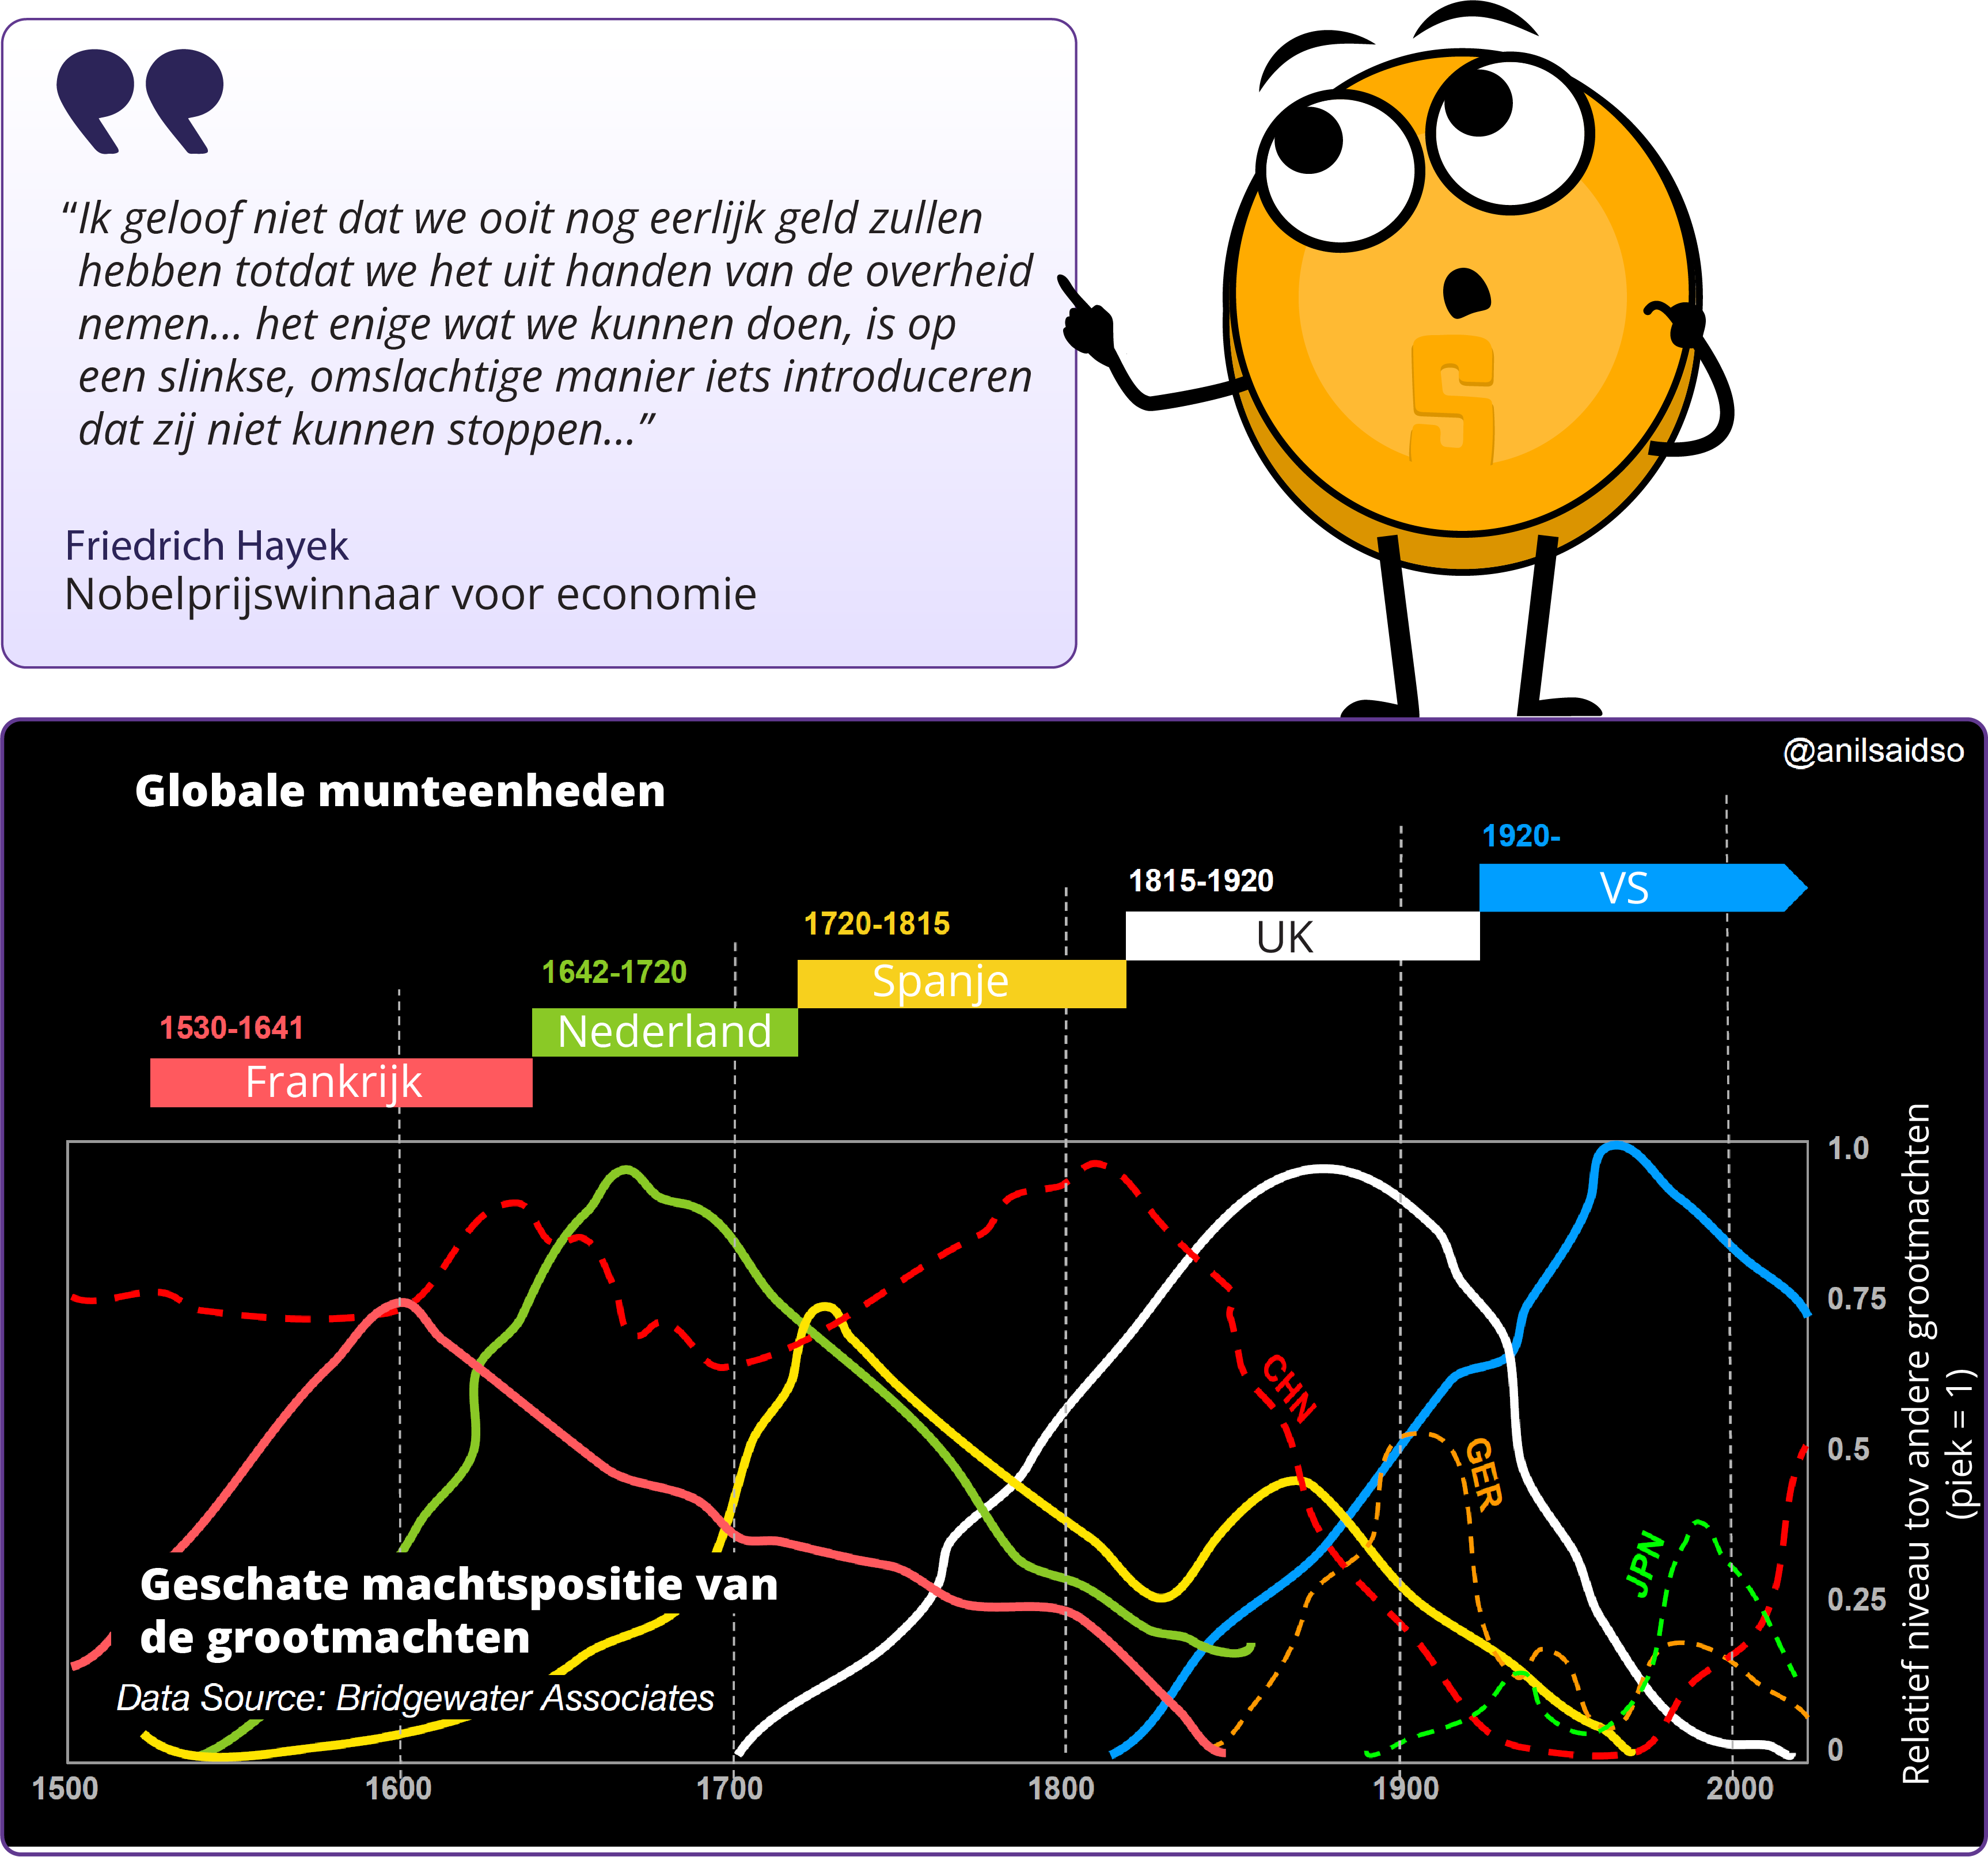 “Ik geloof niet dat we ooit nog eerlijk geld zullen
hebben totdat we het uit handen van de overheid
nemen... het enige wat we kunnen doen, is op
een slinkse, omslachtige manier iets introduceren
dat zij niet kunnen stoppen...”
Friedrich Hayek
Nobelprijswinnaar voor economie
@anilsaidso
Globale munteenheden
1920-
VS
1815-1920
UK
1720-1815
Spanje
1642-1720
Nederland
1530-1641
Frankrijk
CHN
GER
JPN
Geschate machtspositie van
de grootmachten
Data Source: Bridgewater Associates
1.0
0.75
0.5
0.25
0
Relatief niveau tov andere grootmachten
(piek = 1)
1500
1600
1700
1800
1900
2000